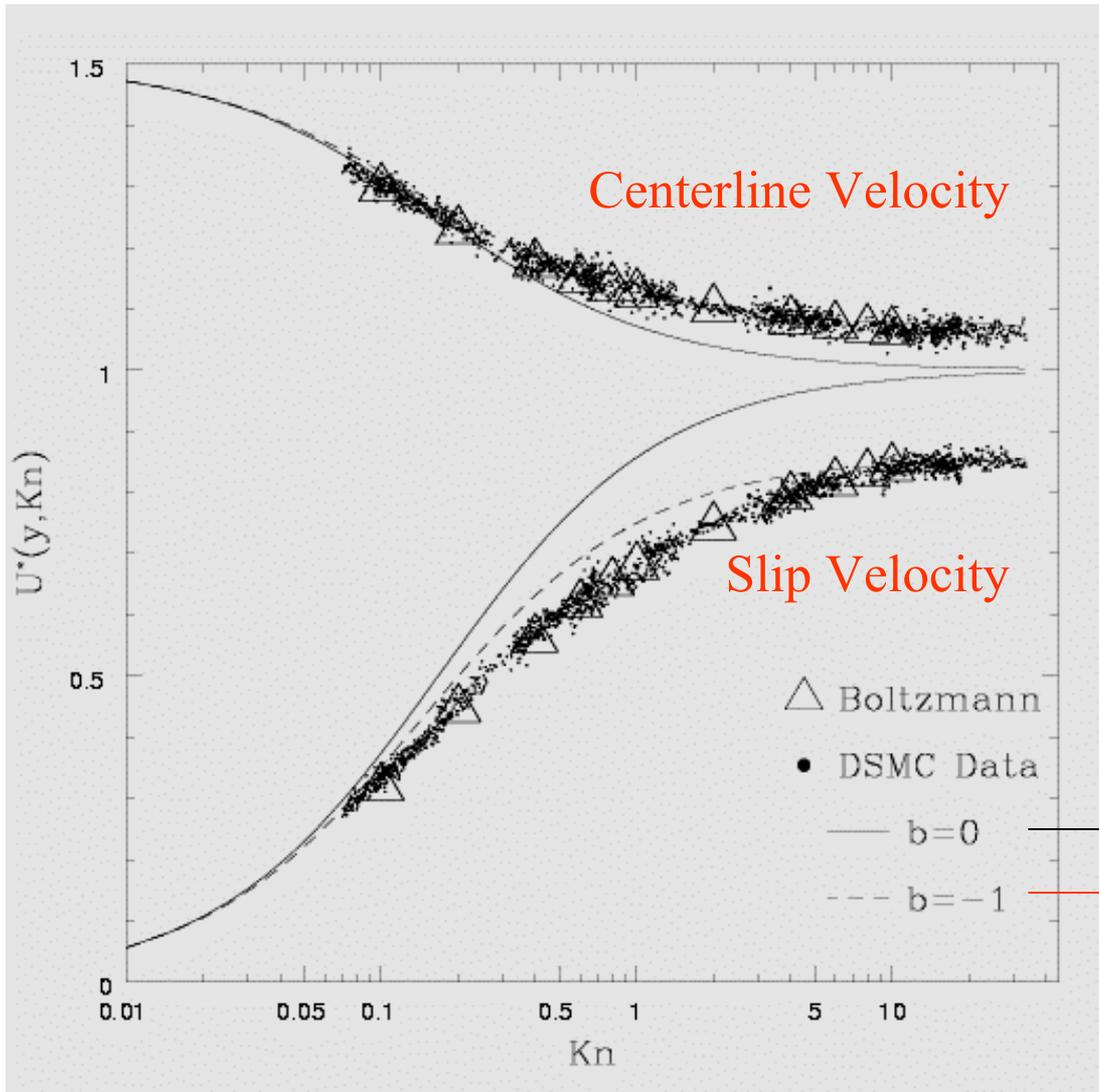 1.5
Centerline Velocity
1
U*(y,Kn)
Slip Velocity
0.5
Boltzmann
DSMC Data
b=0
b=-1
0
0.01 0.05 0.1 0.5 1 5 10
Kn